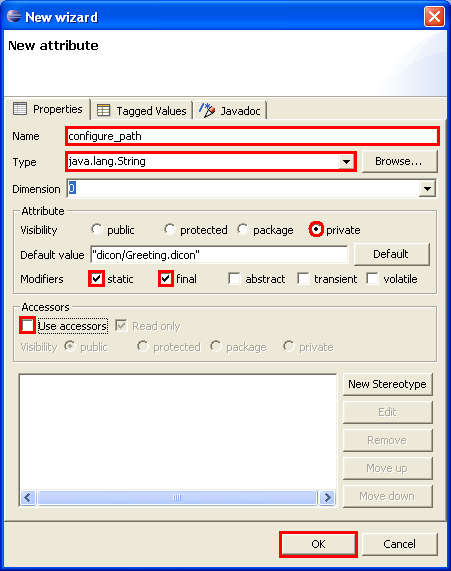 New wizard
New attribute
Properties Tagged Values Javadoc
Name configure_path
Type java.lang.String Browse...
Dimension 0
Attribute
Visibility public protected package private
Default value "dicon/Greeting.dicon" Default
Modifiers static final abstract transient volatile
Accessors
Use accessors Read only
Visibility public protected package private
New Stereotype
Edit
Remove
Move up
Move down
OK Cancel